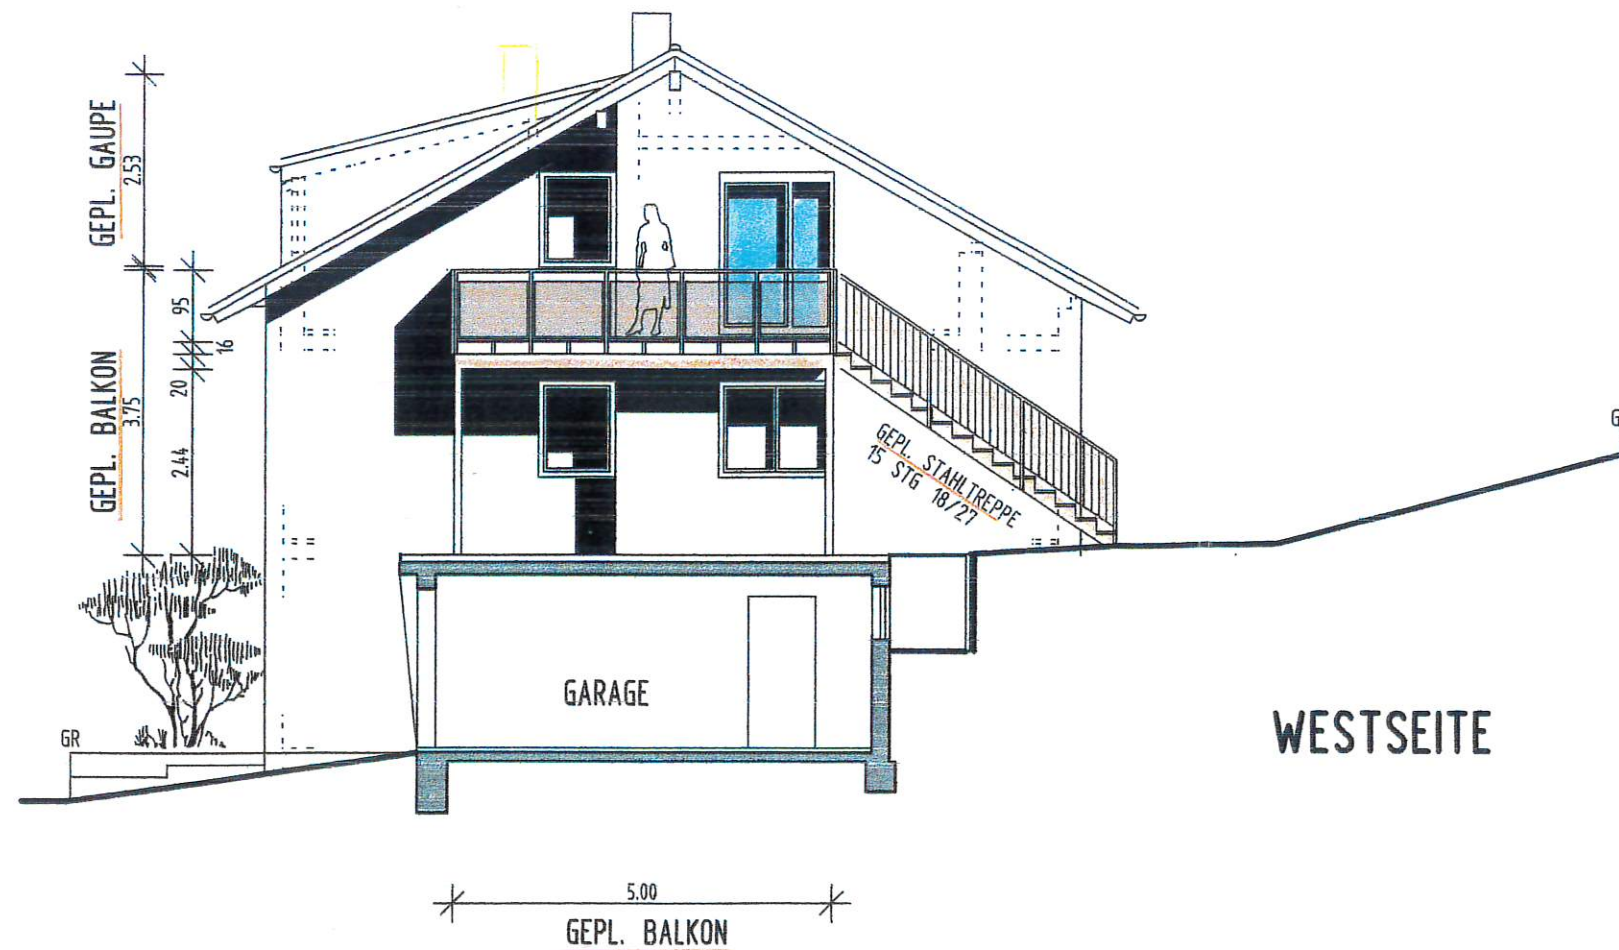 GEPL. GAUPE
2.53
GEPL. BALKON
3.75
95
16
20
2.44
GEPL. STAHLTREPPE
15 STG 18/27
G
GR
GARAGE
WESTSEITE
5.00
GEPL. BALKON